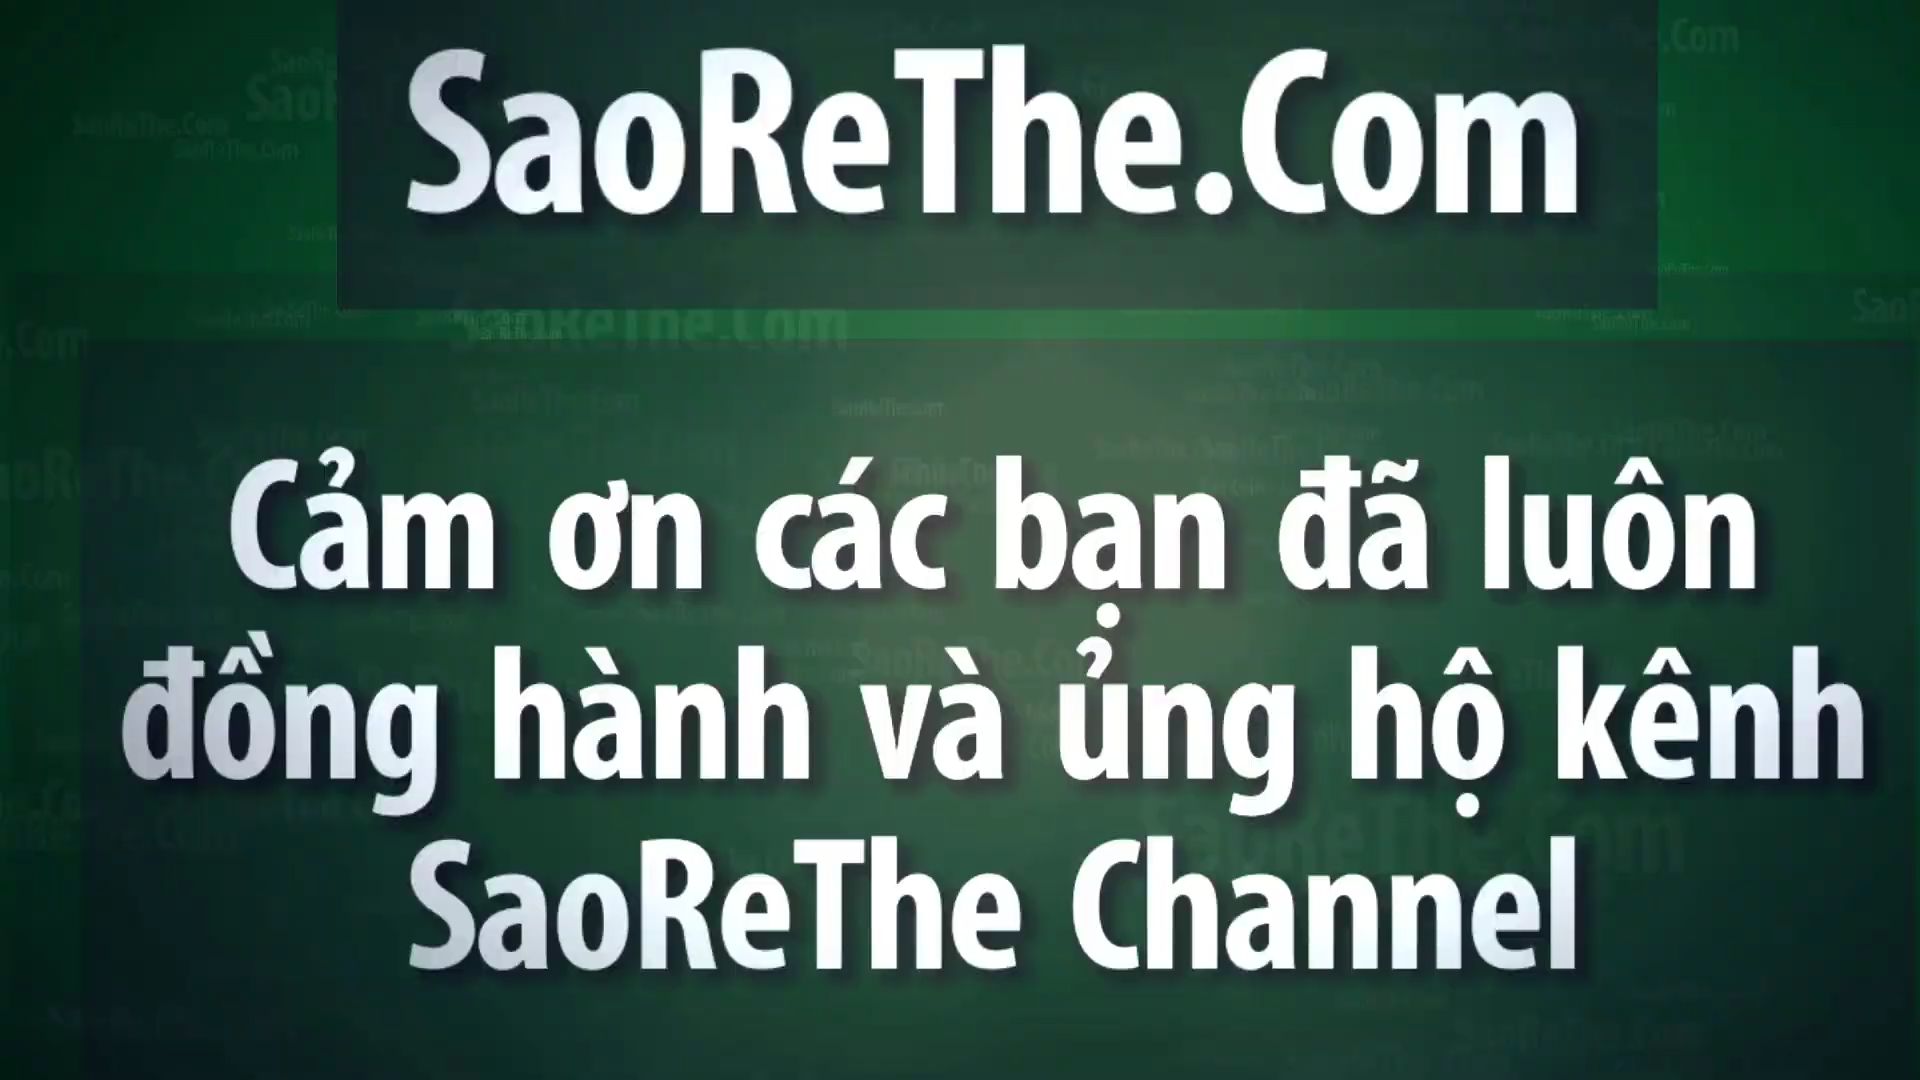 SaoReThe.Com
Cảm ơn các bạn đã luôn
đồng hành và ủng hộ kênh
SaoReThe Channel